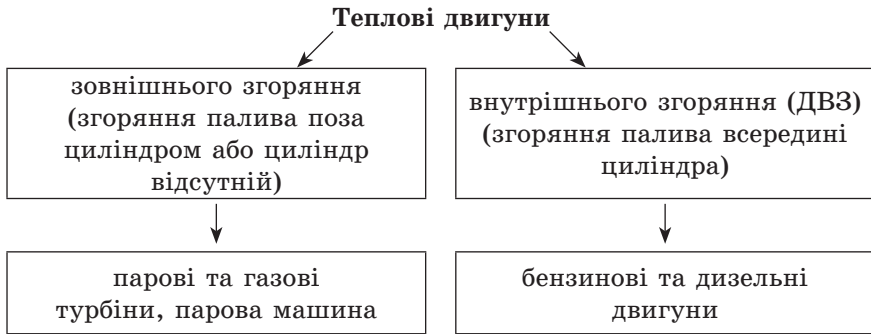 Теплові двигуни
зовнішнього згоряння
(згоряння палива поза
циліндром або циліндр
відсутній)
внутрішнього згоряння (ДВЗ)
(згоряння палива всередині
циліндра)
парові та газові
турбіни, парова машина
бензинові та дизельні
двигуни